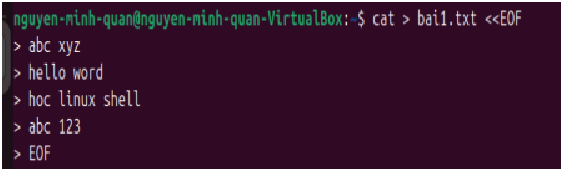 nguyen-minh-quan@nguyen-minh-quan-VirtualBox:~$ cat > bai1.txt <<EOF
> abc xyz
> hello word
> hoc linux shell
> abc 123
> EOF